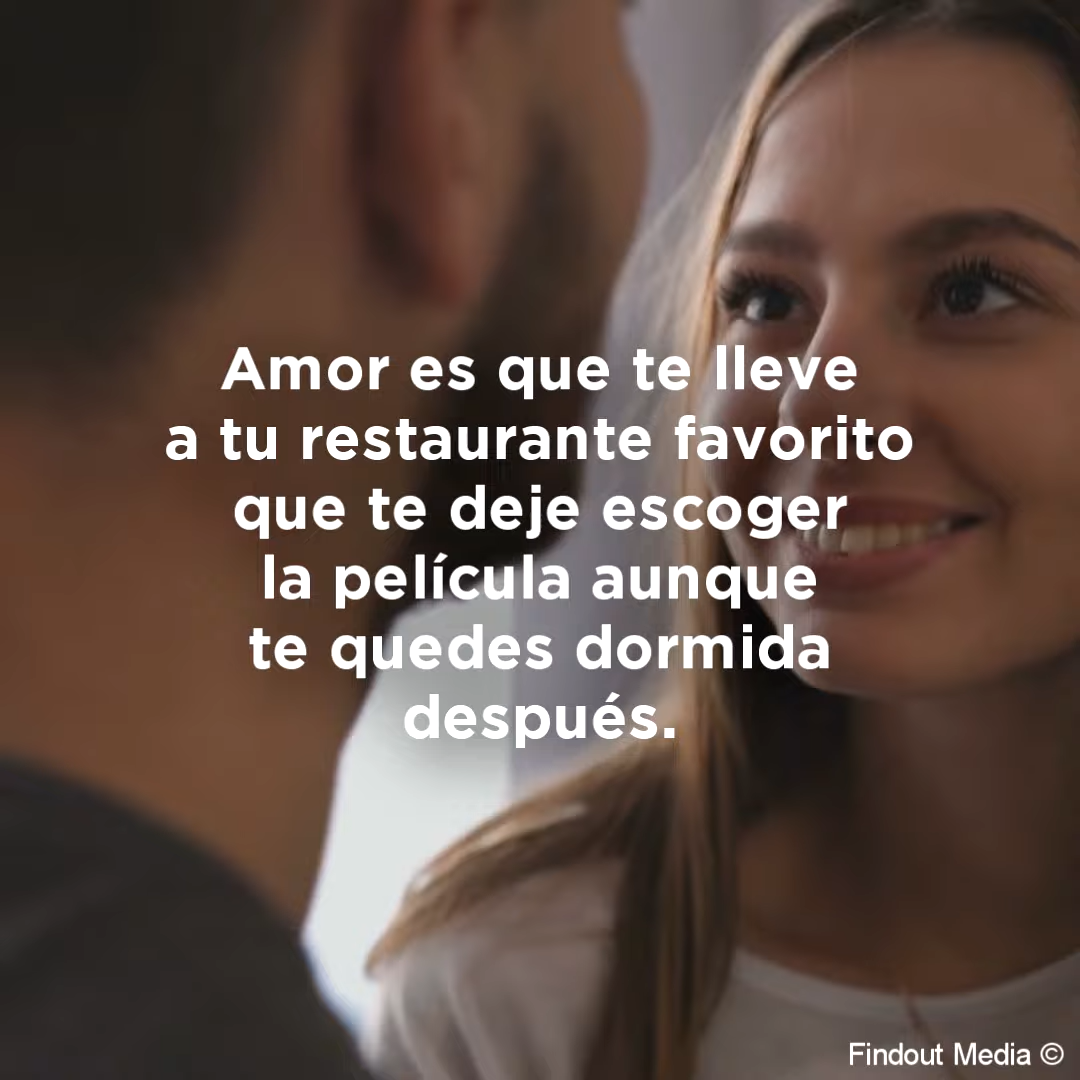 Amor es que te lleve
a tu restaurante favorito
que te deje escoger
la película aunque
te quedes dormida
después.
Findout Media ©